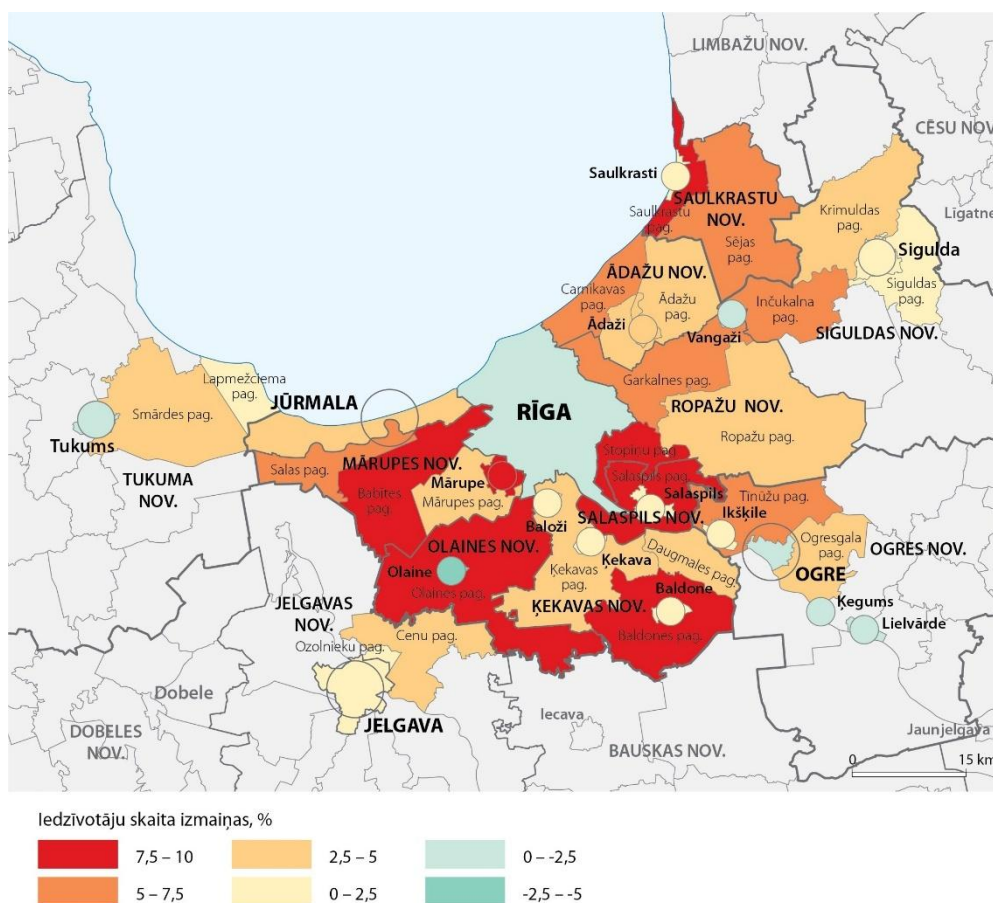 LIMBAŽU NOV.
CĒSU NOV
Līgatne
Saulkrasti
SAULKRASTU
NOV.
Saulkrastu
pag.
Sējas
pag.
Krimuldas
pag.
Sigulda
Siguldas
pag.
ĀDAŽU NOV.
Carnikavas
pag.
Ādažu
pag.
Ādaži
Inčukalna
pag.
Vangaži
SIGULDAS NOV.
Garkalnes pag.
Lapmežciema
pag.
JŪRMALA
RĪGA
ROPAŽU NOV.
Smārdes pag.
Ropažu pag.
Tukums
TUKUMA
NOV.
Salas pag.
MĀRUPES NOV.
Babītes
pag.
Mārupe
Mārupes pag.
Stopiņu pag
Salaspils pag.
Salaspils
Ikšķile
Tīnūžu pag.
Baloži
SALASPILS NOV.
OLAINES NOV.
Ķekava
Daugmales pag.
Ogresgala
pag.
OGRES NOV.
OGRE
Olaine
Olaines pag.
Ķekavas
pag.
Baldone
Ķegums
JELGAVAS
NOV.
ĶEKAVAS NOV.
Lielvārde
Cenu pag.
Ozolnieku pag.
Baldones pag.
Dobele
JELGAVA
Iecava
DOBELES
NOV.
BAUSKAS NOV.
Jaunjelgava
0 15 km
Iedzīvotāju skaita izmaiņas, %
7,5 – 10 2,5 – 5 0 – -2,5
5 – 7,5 0 – 2,5 -2,5 – -5